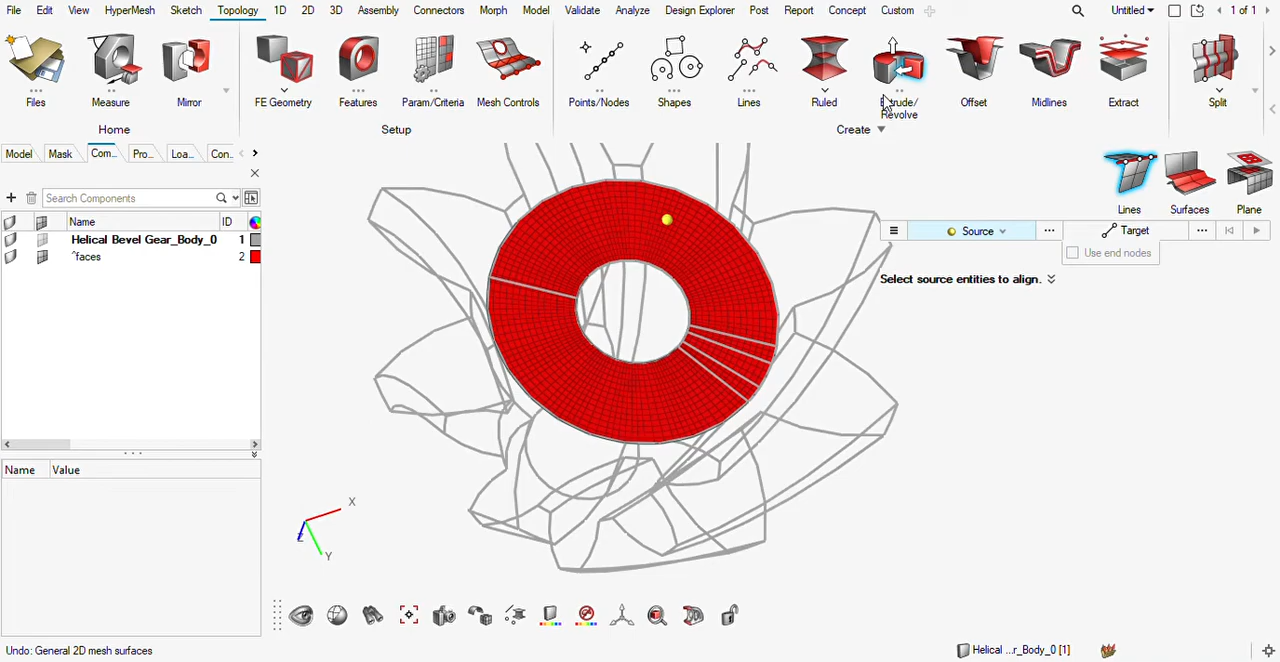 File Edit View HyperMesh Sketch Topology 1D 2D 3D Assembly Connectors Morph Model Validate Analyze Design Explorer Post Report Concept Custom Untitled 1 of 1
Files Measure Mirror FE Geometry Features Param/Criteria Mesh Controls Points/Nodes Shapes Lines Ruled Extrude/ Offset Midlines Extract Split
Revolve
Home Setup Create
Model Mask Com... Pro... Loa... Con...
Search Components
Name ID
Helical Bevel Gear_Body_0 1
^faces 2
Name Value
Lines Surfaces Plane
Source Target
Use end nodes
Select source entities to align.
X
Z
Y
Undo: General 2D mesh surfaces
Helical ...r_Body_0 [1]